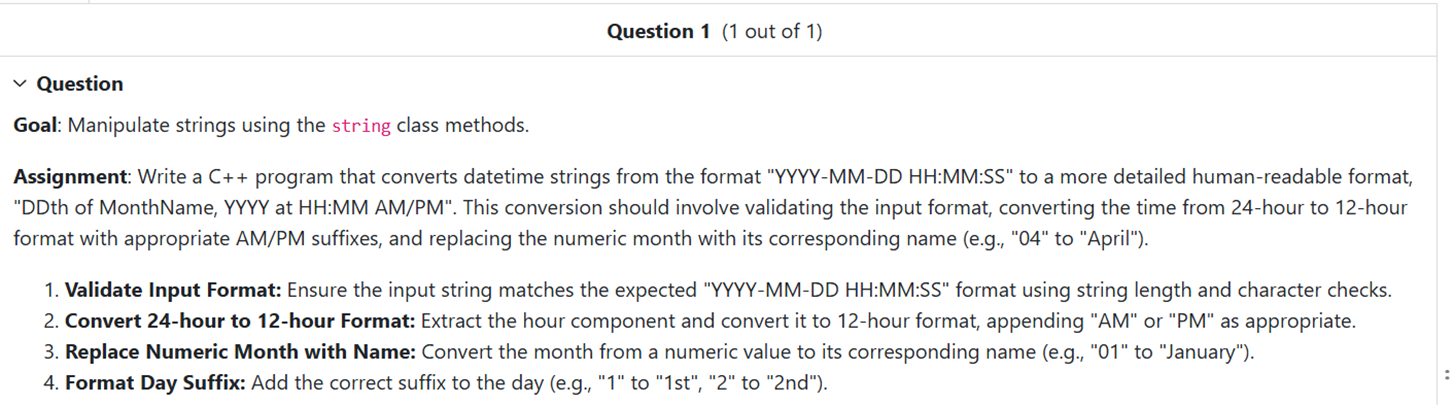 Question 1 (1 out of 1)
Question
Goal: Manipulate strings using the string class methods.
Assignment: Write a C++ program that converts datetime strings from the format "YYYY-MM-DD HH:MM:SS" to a more detailed human-readable format,
"DDth of MonthName, YYYY at HH:MM AM/PM". This conversion should involve validating the input format, converting the time from 24-hour to 12-hour
format with appropriate AM/PM suffixes, and replacing the numeric month with its corresponding name (e.g., "04" to "April").
1. Validate Input Format: Ensure the input string matches the expected "YYYY-MM-DD HH:MM:SS" format using string length and character checks.
2. Convert 24-hour to 12-hour Format: Extract the hour component and convert it to 12-hour format, appending "AM" or "PM" as appropriate.
3. Replace Numeric Month with Name: Convert the month from a numeric value to its corresponding name (e.g., "01" to "January").
4. Format Day Suffix: Add the correct suffix to the day (e.g., "1" to "1st", "2" to "2nd").